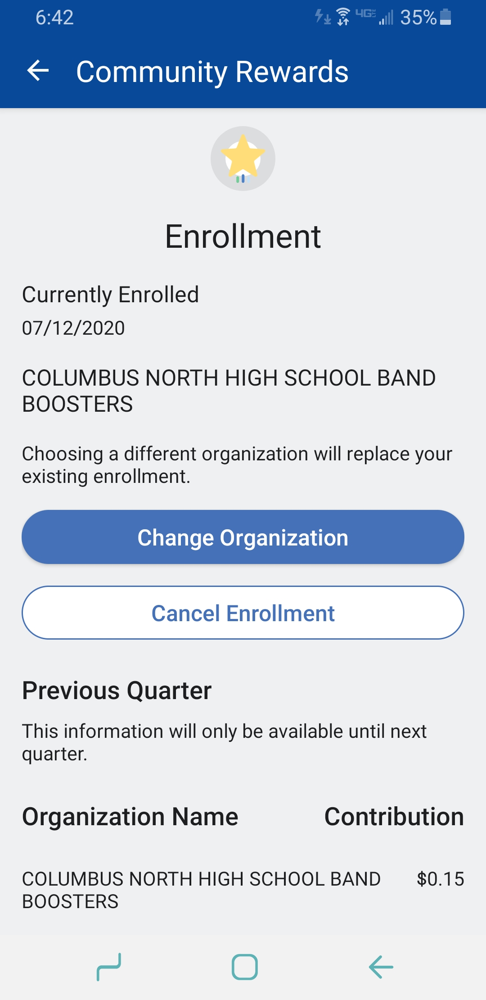 6:42
4G LTE 35%
Community Rewards
Enrollment
Currently Enrolled
07/12/2020
COLUMBUS NORTH HIGH SCHOOL BAND
BOOSTERS
Choosing a different organization will replace your
existing enrollment.
Change Organization
Cancel Enrollment
Previous Quarter
This information will only be available until next
quarter.
Organization Name Contribution
COLUMBUS NORTH HIGH SCHOOL BAND $0.15
BOOSTERS